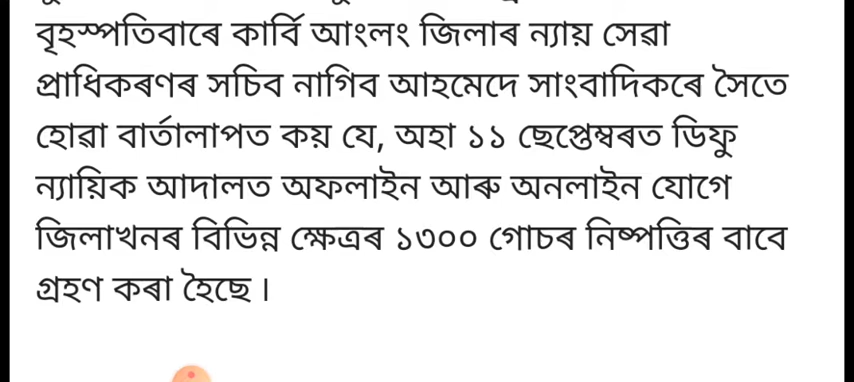 বৃহস্পতিবাৰে কাৰ্বি আংলং জিলাৰ ন্যায় সেৱা
প্ৰাধিকৰণৰ সচিব নাগিব আহমেদে সাংবাদিকৰে সৈতে
হোৱা বাৰ্তালাপত কয় যে, অহা ১১ ছেপ্তেম্বৰত ডিফু
ন্যায়িক আদালত অফলাইন আৰু অনলাইন যোগে
জিলাখনৰ বিভিন্ন ক্ষেত্ৰৰ ১৩০০ গোচৰ নিষ্পত্তিৰ বাবে
গ্ৰহণ কৰা হৈছে ।